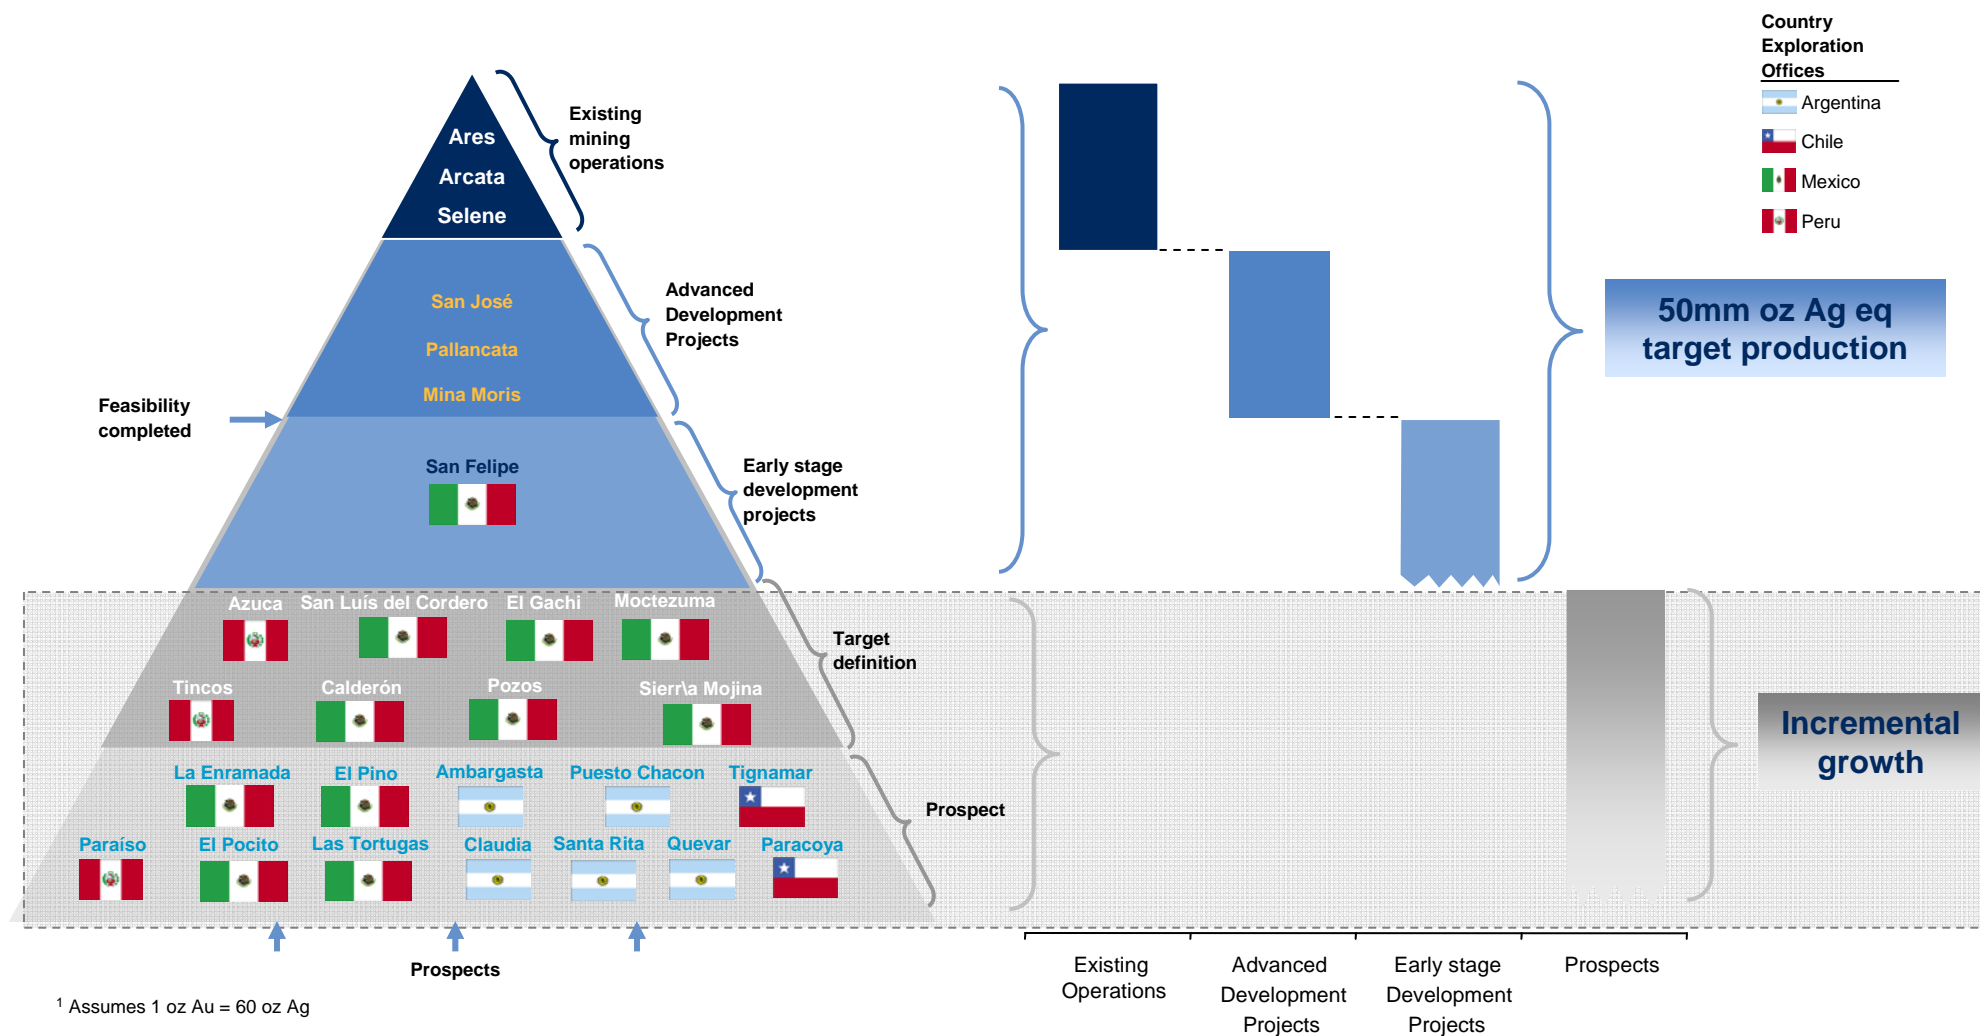 Country
Exploration
Offices
Argentina
Chile
Mexico
Peru
Ares
Arcata
Selene
Existing
mining
operations
San José
Pallancata
Mina Moris
Advanced
Development
Projects
Feasibility
completed
San Felipe
Early stage
development
projects
50mm oz Ag eq
target production
Azuca San Luís del Cordero El Gachi Moctezuma
Tincos Calderón Pozos Sierr\a Mojina
Target
definition
La Enramada El Pino Ambargasta Puesto Chacon Tignamar
Paraíso El Pocito Las Tortugas Claudia Santa Rita Quevar Paracoya
Prospect
Incremental
growth
Prospects
Existing
Operations
Advanced
Development
Projects
Early stage
Development
Projects
Prospects
1 Assumes 1 oz Au = 60 oz Ag